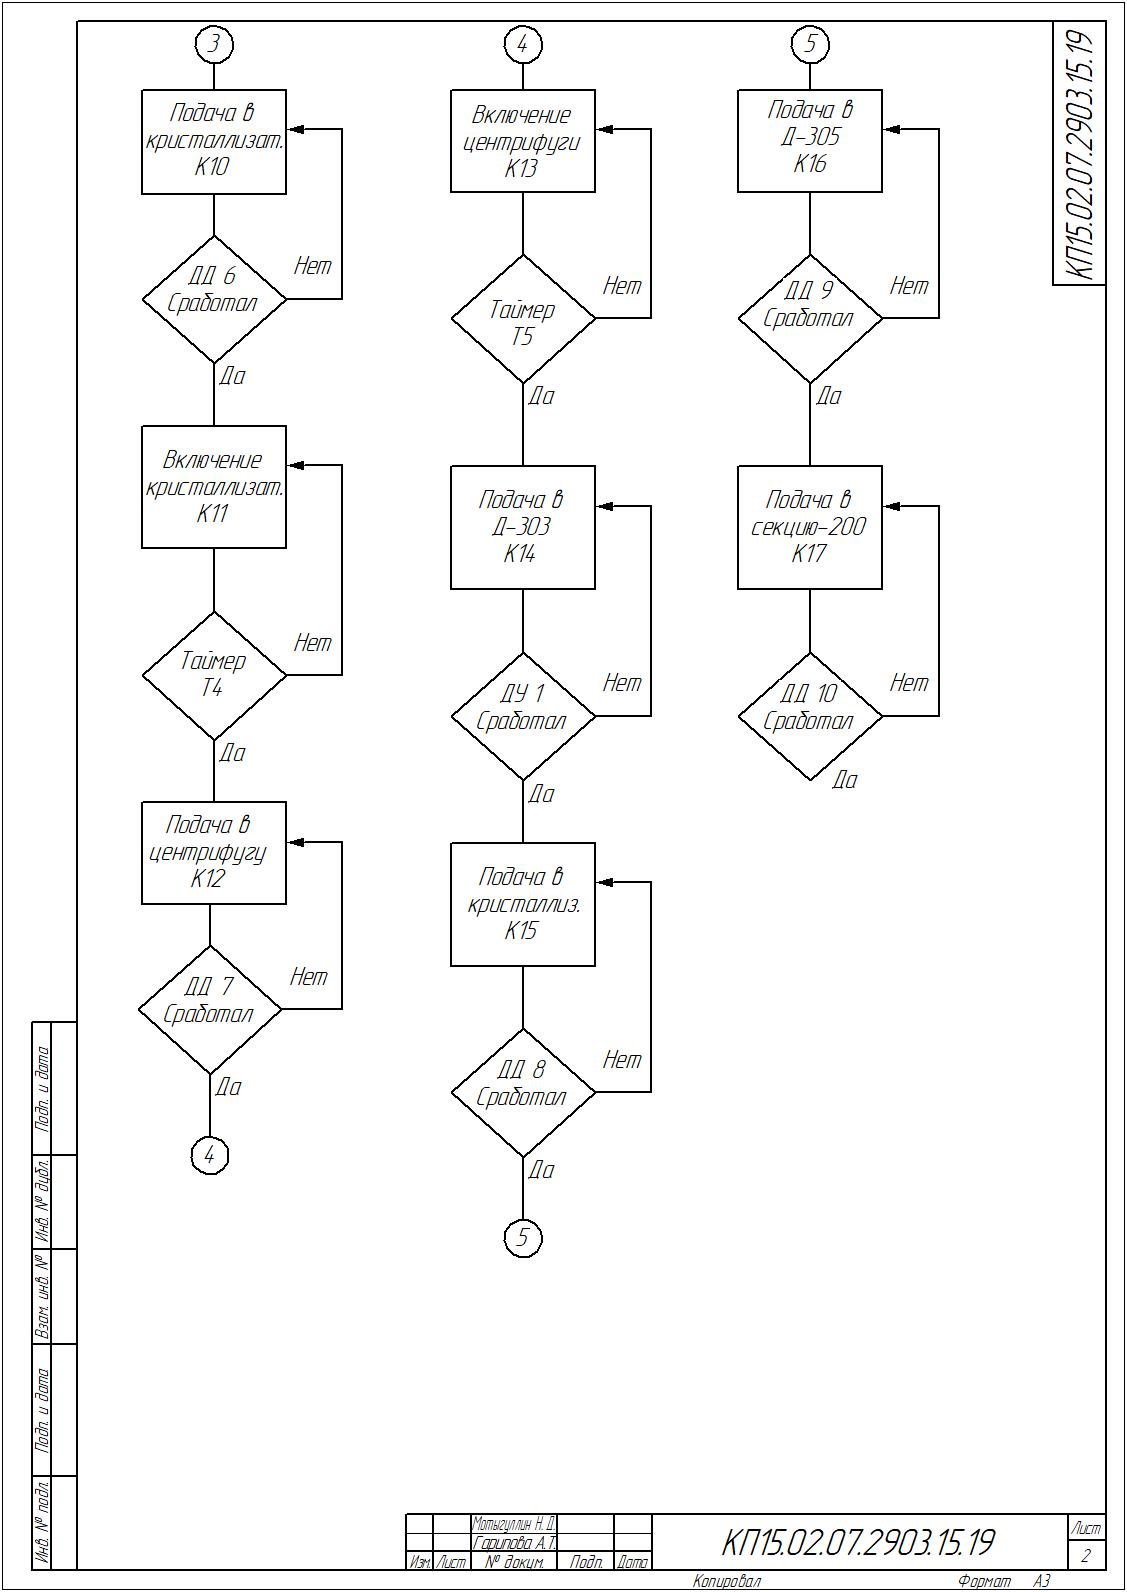 3
Подача в
кристаллизат.
К10
Нет
ДД 6
Сработал
Да
Включение
кристаллизат.
К11
Нет
Таймер
Т4
Да
Подача в
центрифугу
К12
Нет
ДД 7
Сработал
Да
4
4
Включение
центрифуги
К13
Нет
Таймер
Т5
Да
Подача в
Д-303
К14
Нет
ДУ 1
Сработал
Да
Подача в
кристаллиз.
К15
Нет
ДД 8
Сработал
Да
5
5
Подача в
Д-305
К16
Нет
ДД 9
Сработал
Да
Подача в
секцию-200
К17
Нет
ДД 10
Сработал
Да
КП15.02.07.2903.15.19
Подп. и дата
Инв. № дубл.
Взам. инв. №
Подп. и дата
Инв. № подл.
Мотыгуллин Н. Д.
Гарипова А.Т.
Изм. Лист № докум. Подп. Дата
КП15.02.07.2903.15.19
Лист
2
Копировал Формат А3